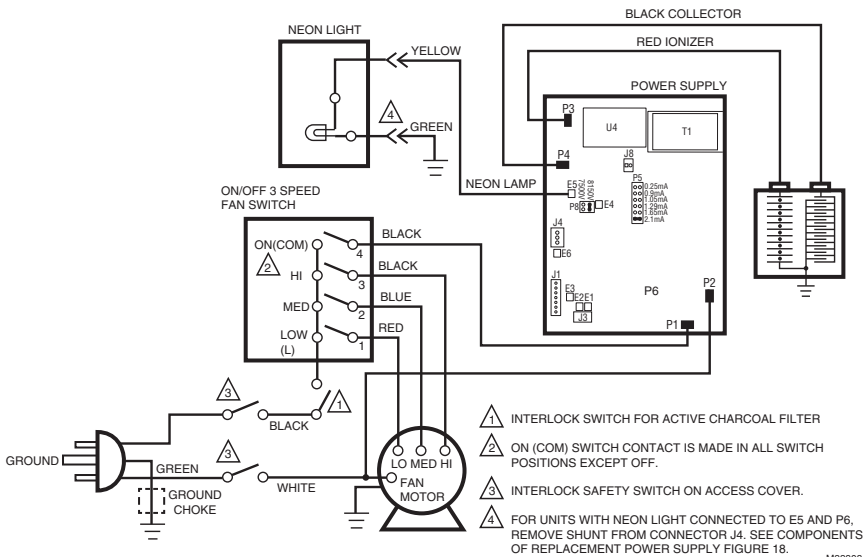 BLACK COLLECTOR
NEON LIGHT
RED IONIZER
YELLOW
POWER SUPPLY
P3
U4
T1
4
GREEN
J8
P4
P5
NEON LAMP
E5
7500V
8150V
0.25mA
0.9mA
1.05mA
1.29mA
1.65mA
2.1mA
P8
E4
ON/OFF 3 SPEED
FAN SWITCH
J4
E6
ON(COM)
BLACK
4
2
HI
BLACK
3
J1
E3
E2E1
J3
P6
P2
MED
BLUE
2
P1
LOW
(L)
RED
1
3
1
BLACK
1 INTERLOCK SWITCH FOR ACTIVE CHARCOAL FILTER
2 ON (COM) SWITCH CONTACT IS MADE IN ALL SWITCH
POSITIONS EXCEPT OFF.
3
GROUND
GREEN
WHITE
LO MED HI
FAN
MOTOR
GROUND
CHOKE
3 INTERLOCK SAFETY SWITCH ON ACCESS COVER.
4 FOR UNITS WITH NEON LIGHT CONNECTED TO E5 AND P6,
REMOVE SHUNT FROM CONNECTOR J4. SEE COMPONENTS
OF REPLACEMENT POWER SUPPLY FIGURE 18.